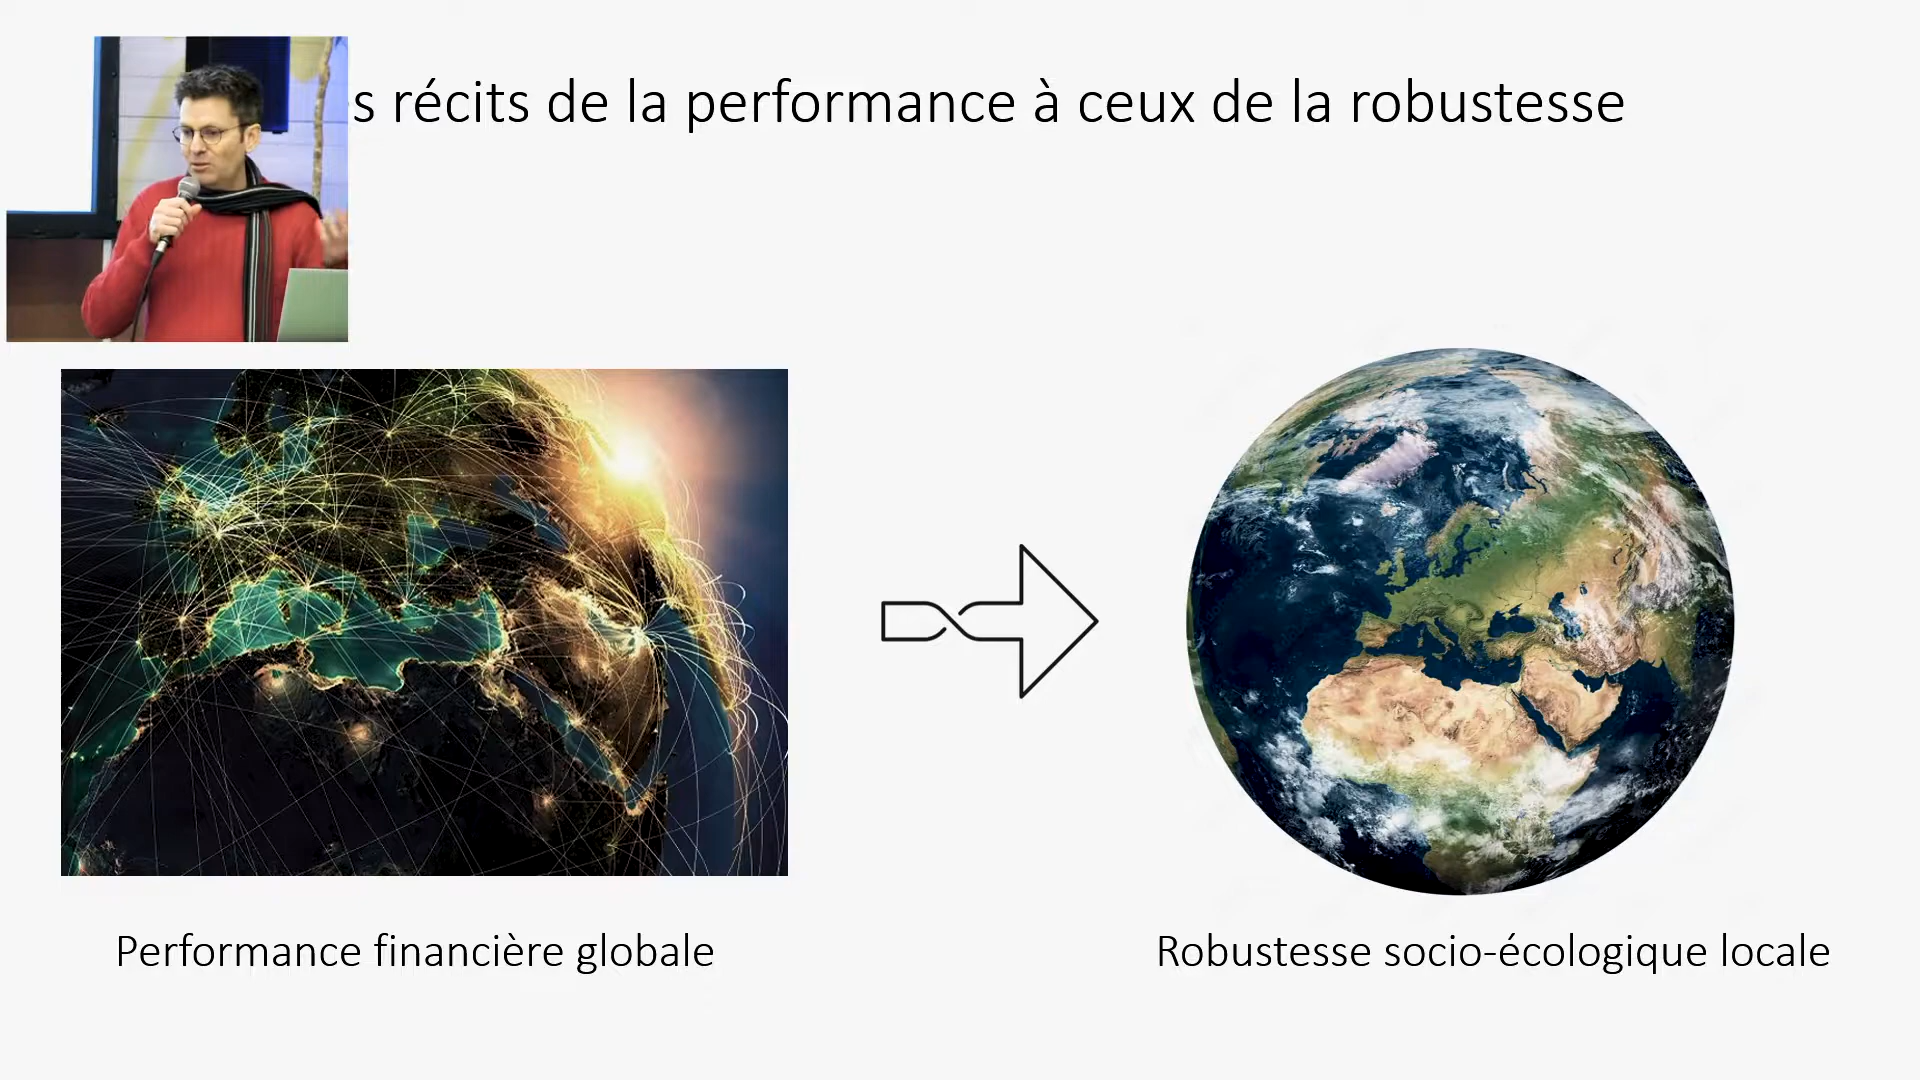 récits de la performance à ceux de la robustesse
Performance financière globale
Robustesse socio-écologique locale